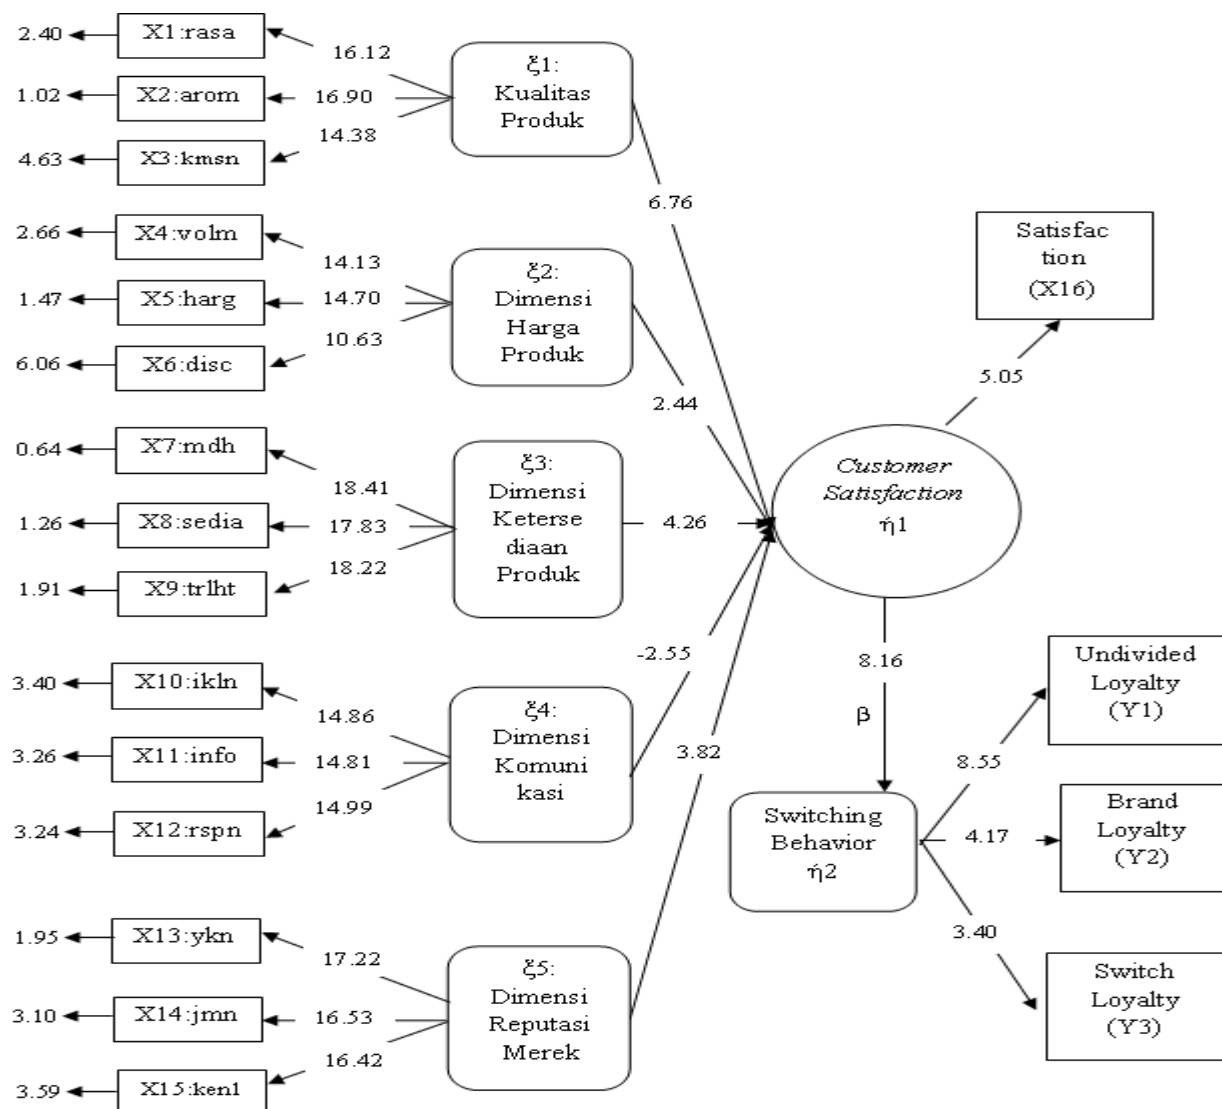 2.40
X1:rasa
16.12
1.02
X2:arom
16.90
4.63
X3:kmsn
14.38
ξ1:
Kualitas
Produk
6.76
2.66
X4:volm
14.13
1.47
X5:harg
14.70
6.06
X6:disc
10.63
ξ2:
Dimensi
Harga
Produk
2.44
0.64
X7:mdh
18.41
1.26
X8:sedia
17.83
1.91
X9:trlht
18.22
ξ3:
Dimensi
Keterse
diaan
Produk
4.26
3.40
X10:ikln
14.86
3.26
X11:info
14.81
3.24
X12:rspn
14.99
ξ4:
Dimensi
Komuni
kasi
-2.55
1.95
X13:ykn
17.22
3.10
X14:jmn
16.53
3.59
X15:kenl
16.42
ξ5:
Dimensi
Reputasi
Merek
3.82
Customer
Satisfaction
ή1
5.05
Satisfac
tion
(X16)
8.16
β
Switching
Behavior
ή2
8.55
Undivided
Loyalty
(Y1)
4.17
Brand
Loyalty
(Y2)
3.40
Switch
Loyalty
(Y3)